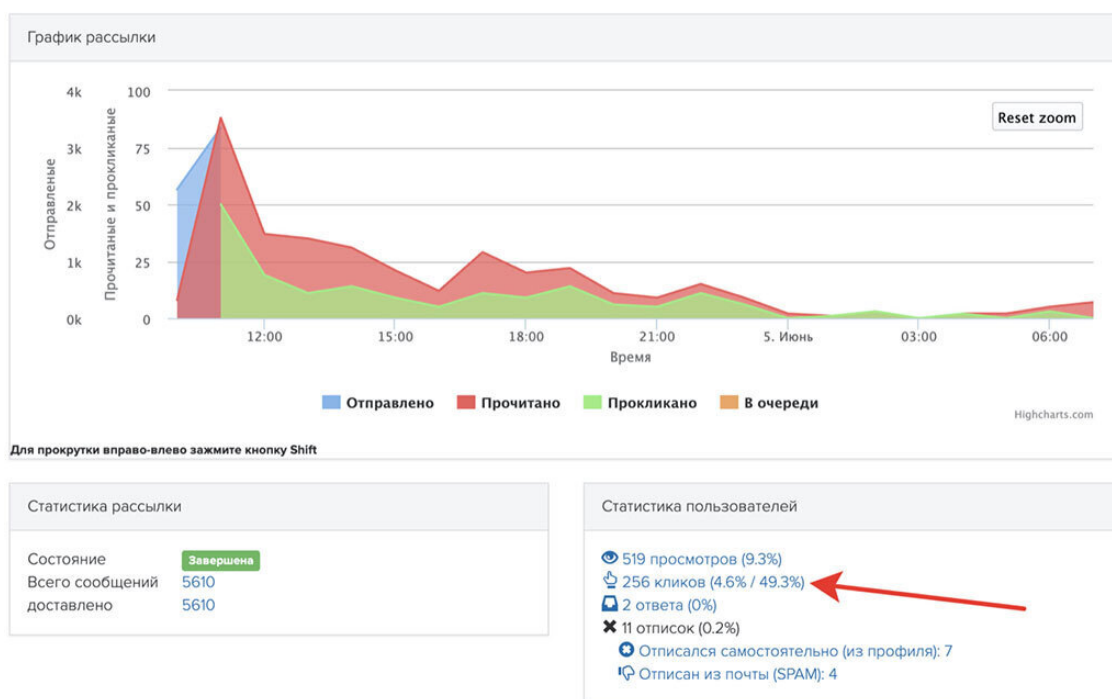 График рассылки
4k
100
Reset zoom
3k
75
2k
50
1k
25
0k
0
Отправленые
Прочитаные и прокликаные
12:00
15:00
18:00
21:00
5. Июнь
03:00
06:00
Время
Отправлено
Прочитано
Прокликано
В очереди
Highcharts.com
Для прокрутки вправо-влево зажмите кнопку Shift
Статистика рассылки
Состояние Завершена
Всего сообщений 5610
доставлено 5610
Статистика пользователей
519 просмотров (9.3%)
256 кликов (4.6% / 49.3%)
2 ответа (0%)
11 отписок (0.2%)
Отписался самостоятельно (из профиля): 7
Отписан из почты (SPAM): 4